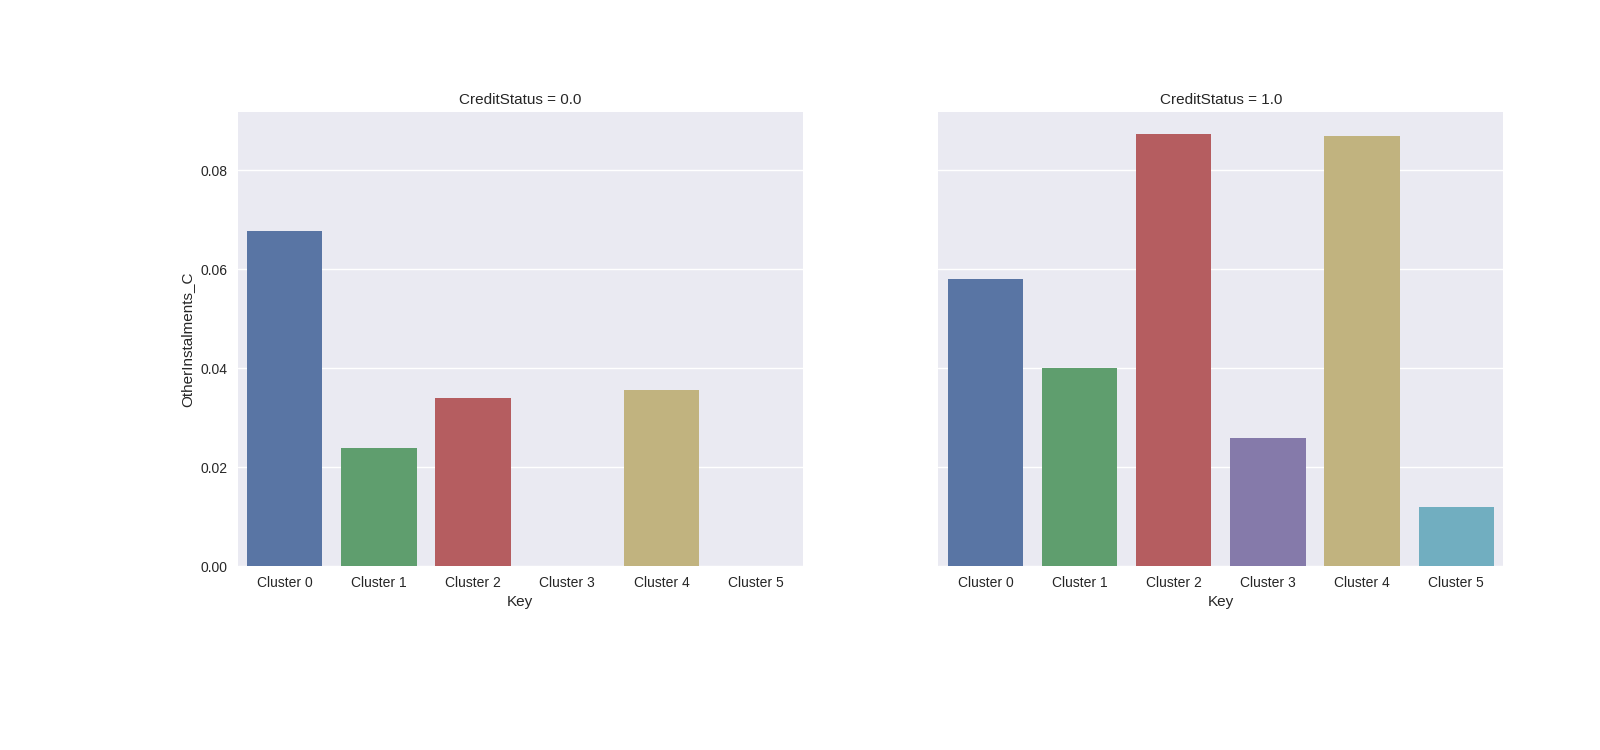 CreditStatus = 0.0
OtherInstalments_C
0.08
0.06
0.04
0.02
0.00
Cluster 0 Cluster 1 Cluster 2 Cluster 3 Cluster 4 Cluster 5
Key
CreditStatus = 1.0
Cluster 0 Cluster 1 Cluster 2 Cluster 3 Cluster 4 Cluster 5
Key